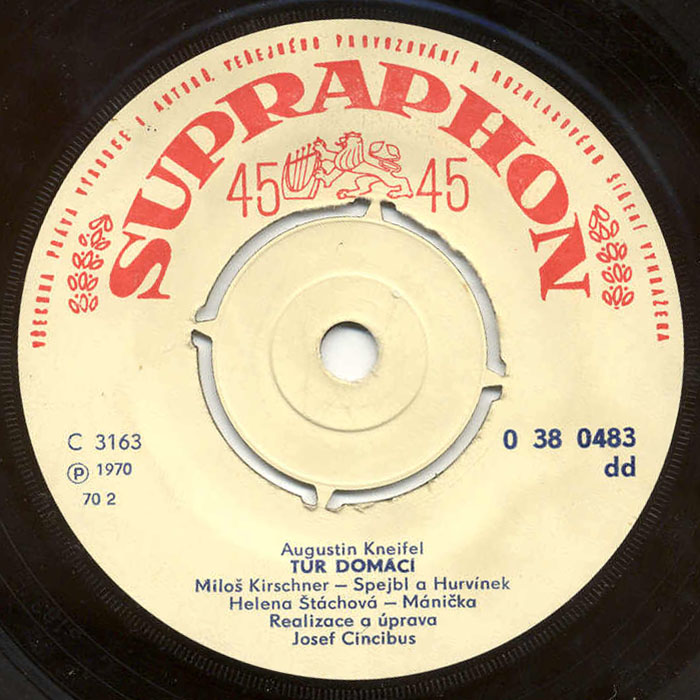 VŠECHNA PRÁVA VÝROBCE A AUTORŮ, VEŘEJNÉHO PROVOZOVÁNÍ A ROZHLASOVÉHO ŠÍŘENÍ VYHRAŽENA
SUPRAPHON
45 45
C 3163
℗ 1970
70 2
0 38 0483
dd
Augustin Kneifel
TUR DOMÁCÍ
Miloš Kirschner – Spejbl a Hurvínek
Helena Štáchová – Mánička
Realizace a úprava
Josef Cincibus